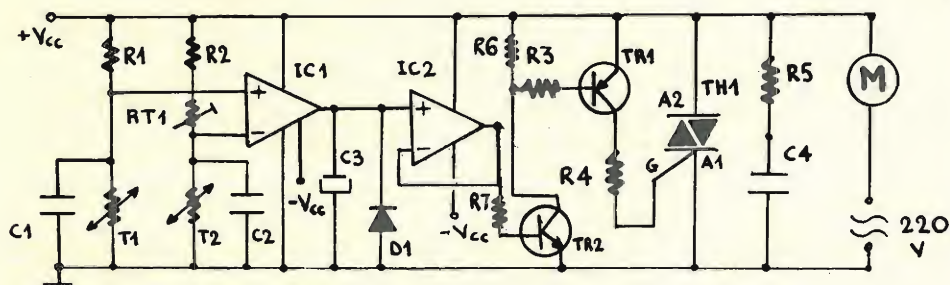 +Vcc
R1
R2
RT1
IC1
+
−
-Vcc
C1
T1
T2
C2
C3
D1
IC2
+
−
-Vcc
R6
R3
R7
TR1
TR2
R4
G
TH1
A2
A1
R5
C4
M
220
V